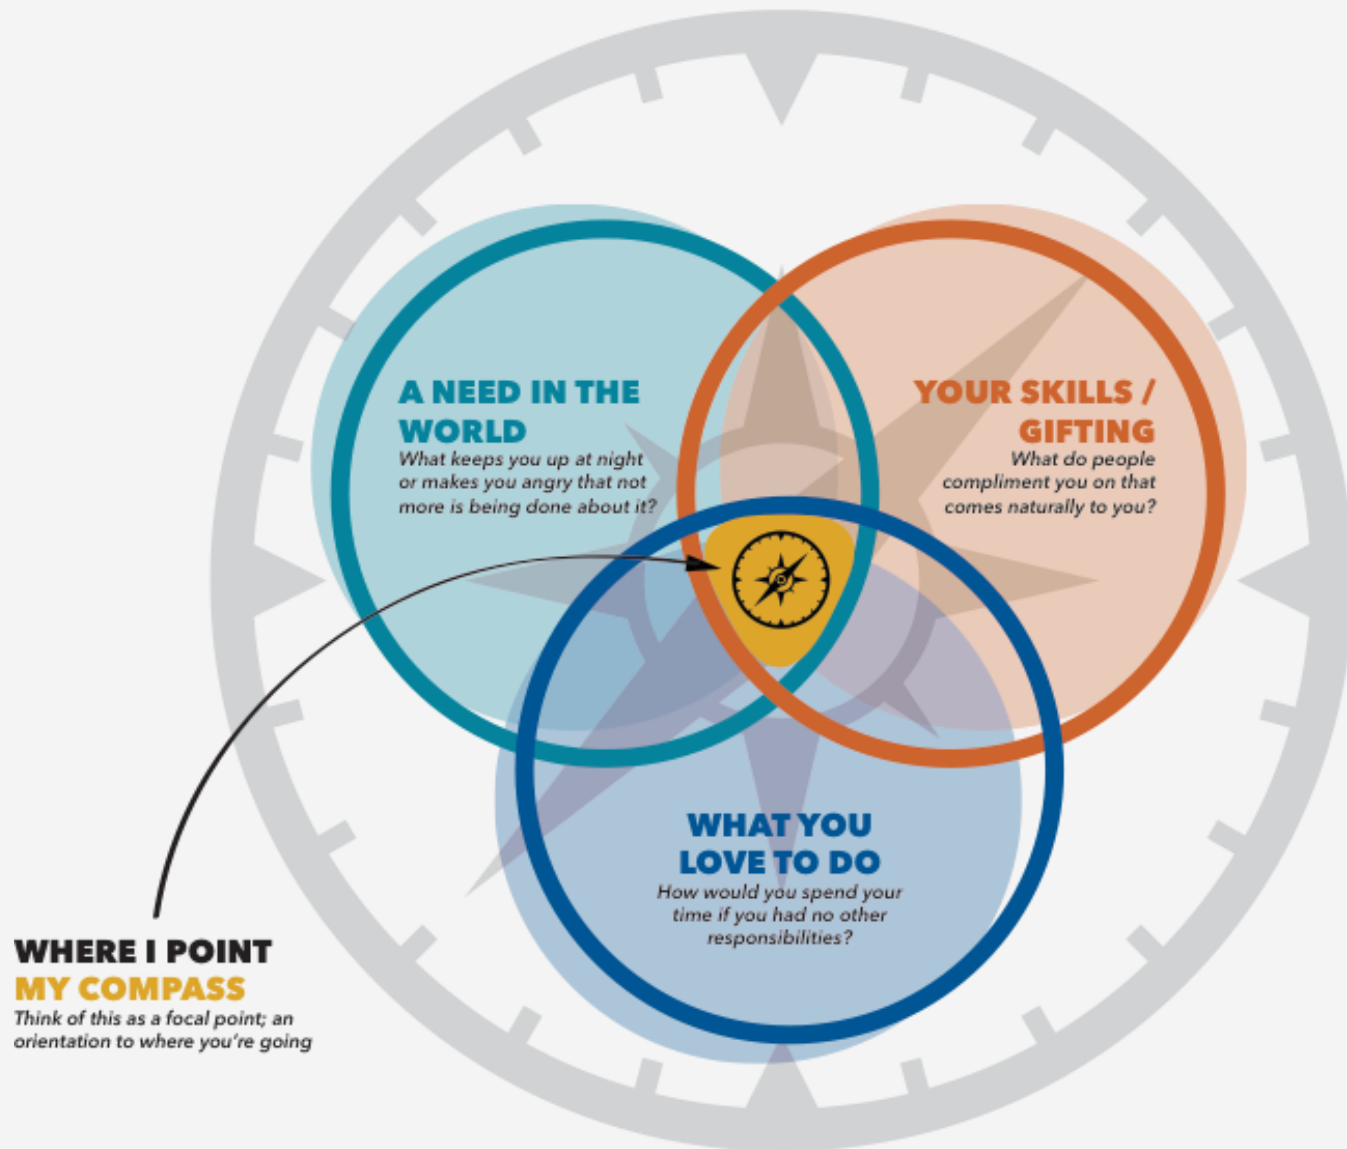 A NEED IN THE
WORLD
What keeps you up at night
or makes you angry that not
more is being done about it?
YOUR SKILLS /
GIFTING
What do people
compliment you on that
comes naturally to you?
WHAT YOU
LOVE TO DO
How would you spend your
time if you had no other
responsibilities?
WHERE I POINT
MY COMPASS
Think of this as a focal point; an
orientation to where you're going